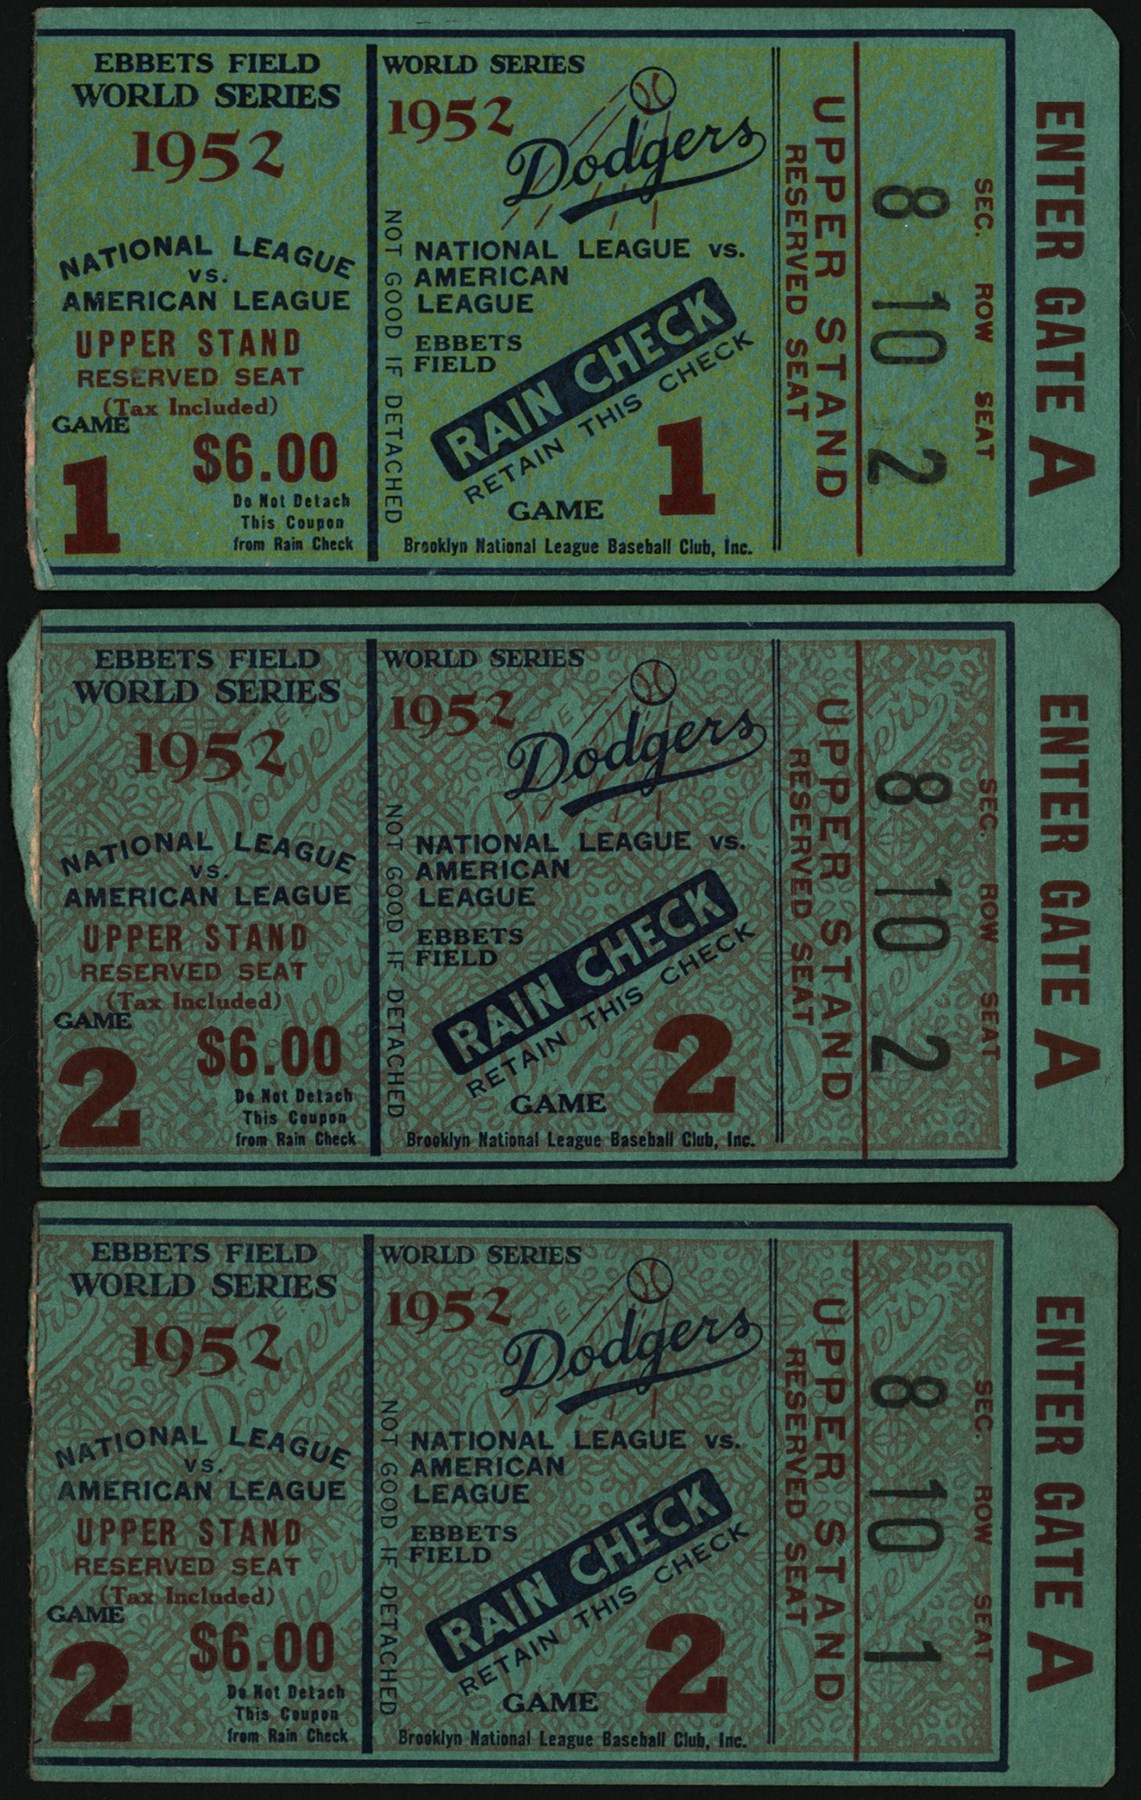 EBBETS FIELD
WORLD SERIES
1952
NATIONAL LEAGUE
vs.
AMERICAN LEAGUE
UPPER STAND
RESERVED SEAT
(Tax Included)
GAME
1
$6.00
Do Not Detach
This Coupon
from Rain Check
WORLD SERIES
1952
Dodgers
NATIONAL LEAGUE vs.
AMERICAN
LEAGUE
EBBETS
FIELD
NOT GOOD IF DETACHED
RAIN CHECK
RETAIN THIS CHECK
GAME
1
Brooklyn National League Baseball Club, Inc.
UPPER STAND
RESERVED SEAT
SEC. ROW SEAT
8 10 2
ENTER GATE A
EBBETS FIELD
WORLD SERIES
1952
NATIONAL LEAGUE
vs.
AMERICAN LEAGUE
UPPER STAND
RESERVED SEAT
(Tax Included)
GAME
2
$6.00
Do Not Detach
This Coupon
from Rain Check
WORLD SERIES
1952
Dodgers
NATIONAL LEAGUE vs.
AMERICAN
LEAGUE
EBBETS
FIELD
NOT GOOD IF DETACHED
RAIN CHECK
RETAIN THIS CHECK
GAME
2
Brooklyn National League Baseball Club, Inc.
UPPER STAND
RESERVED SEAT
SEC. ROW SEAT
8 10 2
ENTER GATE A
EBBETS FIELD
WORLD SERIES
1952
NATIONAL LEAGUE
vs.
AMERICAN LEAGUE
UPPER STAND
RESERVED SEAT
(Tax Included)
GAME
2
$6.00
Do Not Detach
This Coupon
from Rain Check
WORLD SERIES
1952
Dodgers
NATIONAL LEAGUE vs.
AMERICAN
LEAGUE
EBBETS
FIELD
NOT GOOD IF DETACHED
RAIN CHECK
RETAIN THIS CHECK
GAME
2
Brooklyn National League Baseball Club, Inc.
UPPER STAND
RESERVED SEAT
SEC. ROW SEAT
8 10 1
ENTER GATE A